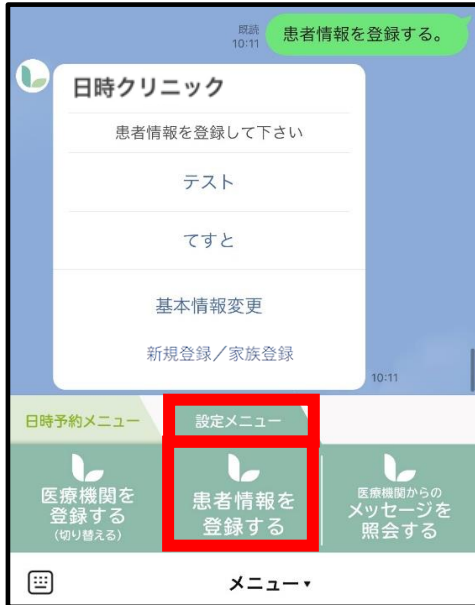 既読
10:11
患者情報を登録する。
日時クリニック
患者情報を登録して下さい
テスト
てすと
基本情報変更
新規登録／家族登録
10:11
日時予約メニュー
設定メニュー
医療機関を
登録する
(切り替える)
患者情報を
登録する
医療機関からの
メッセージを
照会する
メニュー▼